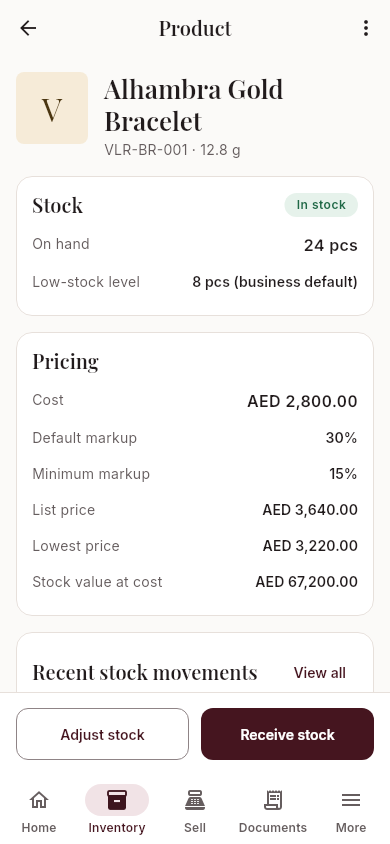 Product
V
Alhambra Gold
Bracelet
VLR-BR-001 · 12.8 g
Stock
In stock
On hand
24 pcs
Low-stock level
8 pcs (business default)
Pricing
Cost
AED 2,800.00
Default markup
30%
Minimum markup
15%
List price
AED 3,640.00
Lowest price
AED 3,220.00
Stock value at cost
AED 67,200.00
Recent stock movements
View all
Adjust stock
Receive stock
Home
Inventory
Sell
Documents
More